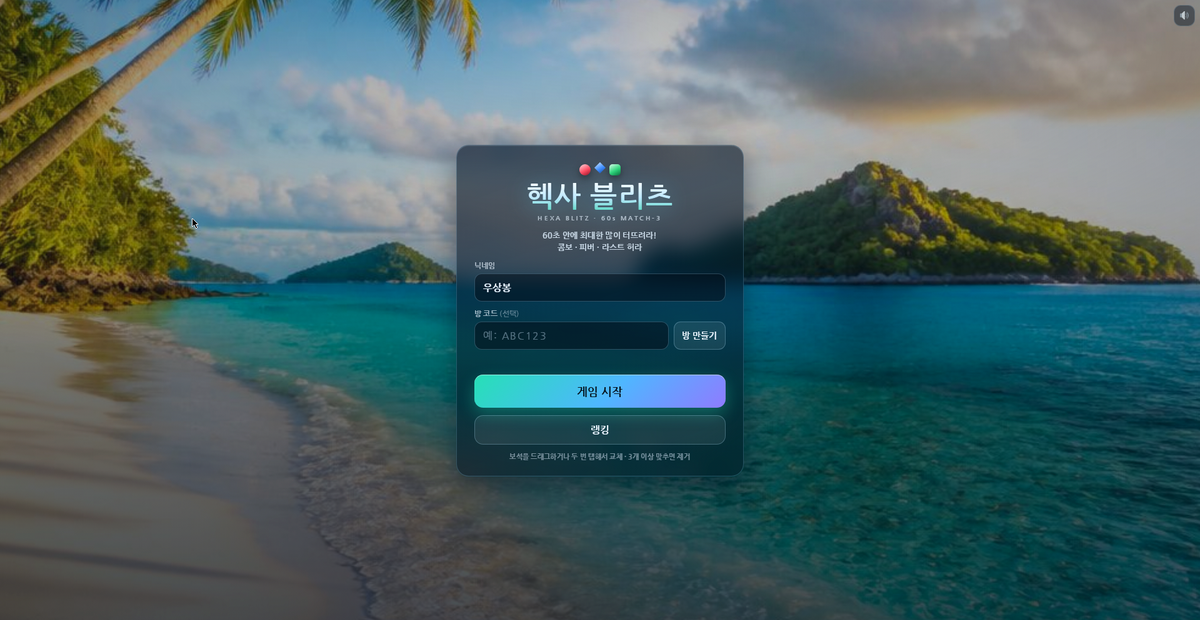 헥사 블리츠
HEXA BLITZ · 60s MATCH-3
60초 안에 최대한 많이 터뜨려라!
콤보 · 피버 · 라스트 허라
닉네임
우상봉
방 코드 (선택)
예: ABC123
방 만들기
게임 시작
랭킹
보석을 드래그하거나 두 번 탭해서 교체 · 3개 이상 맞추면 제거